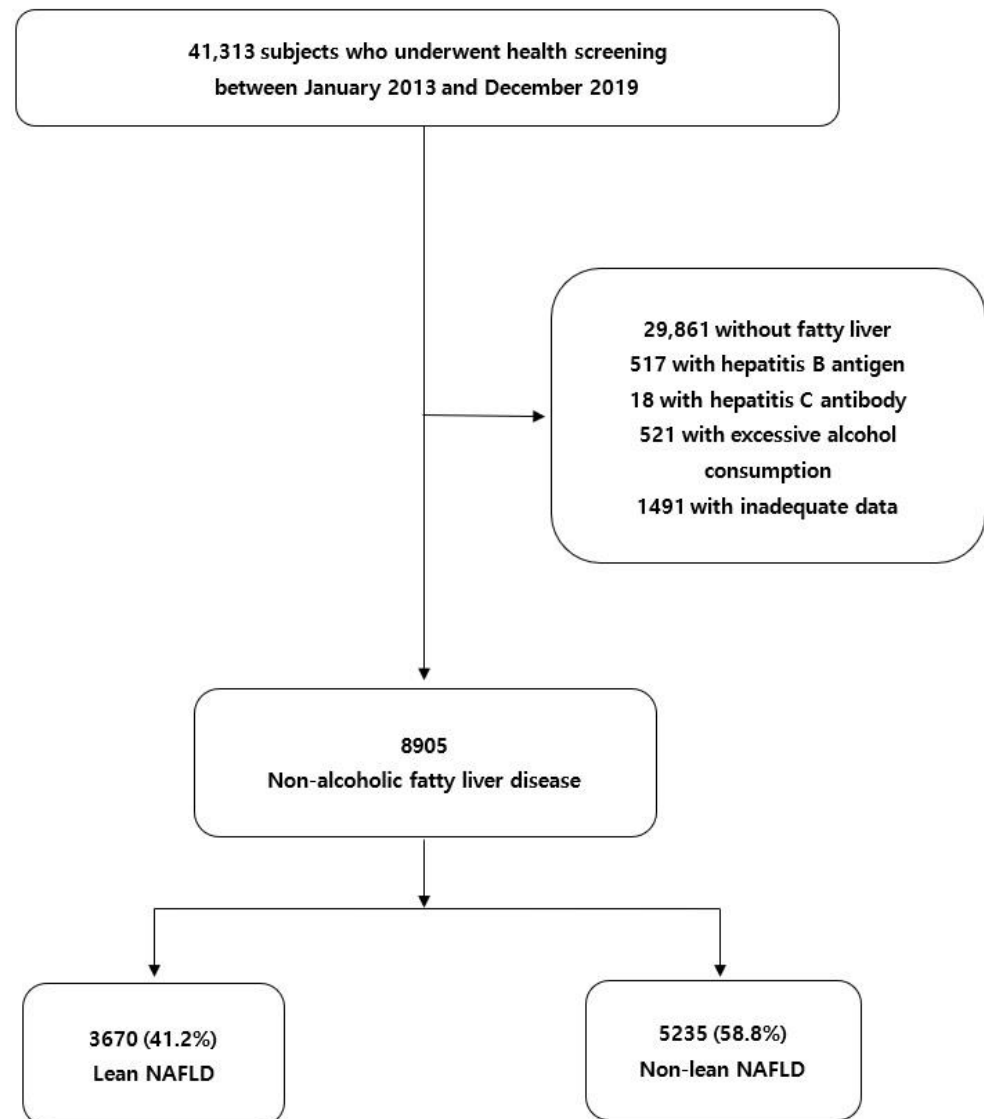 41,313 subjects who underwent health screening
between January 2013 and December 2019
29,861 without fatty liver
517 with hepatitis B antigen
18 with hepatitis C antibody
521 with excessive alcohol
consumption
1491 with inadequate data
8905
Non-alcoholic fatty liver disease
3670 (41.2%)
Lean NAFLD
5235 (58.8%)
Non-lean NAFLD